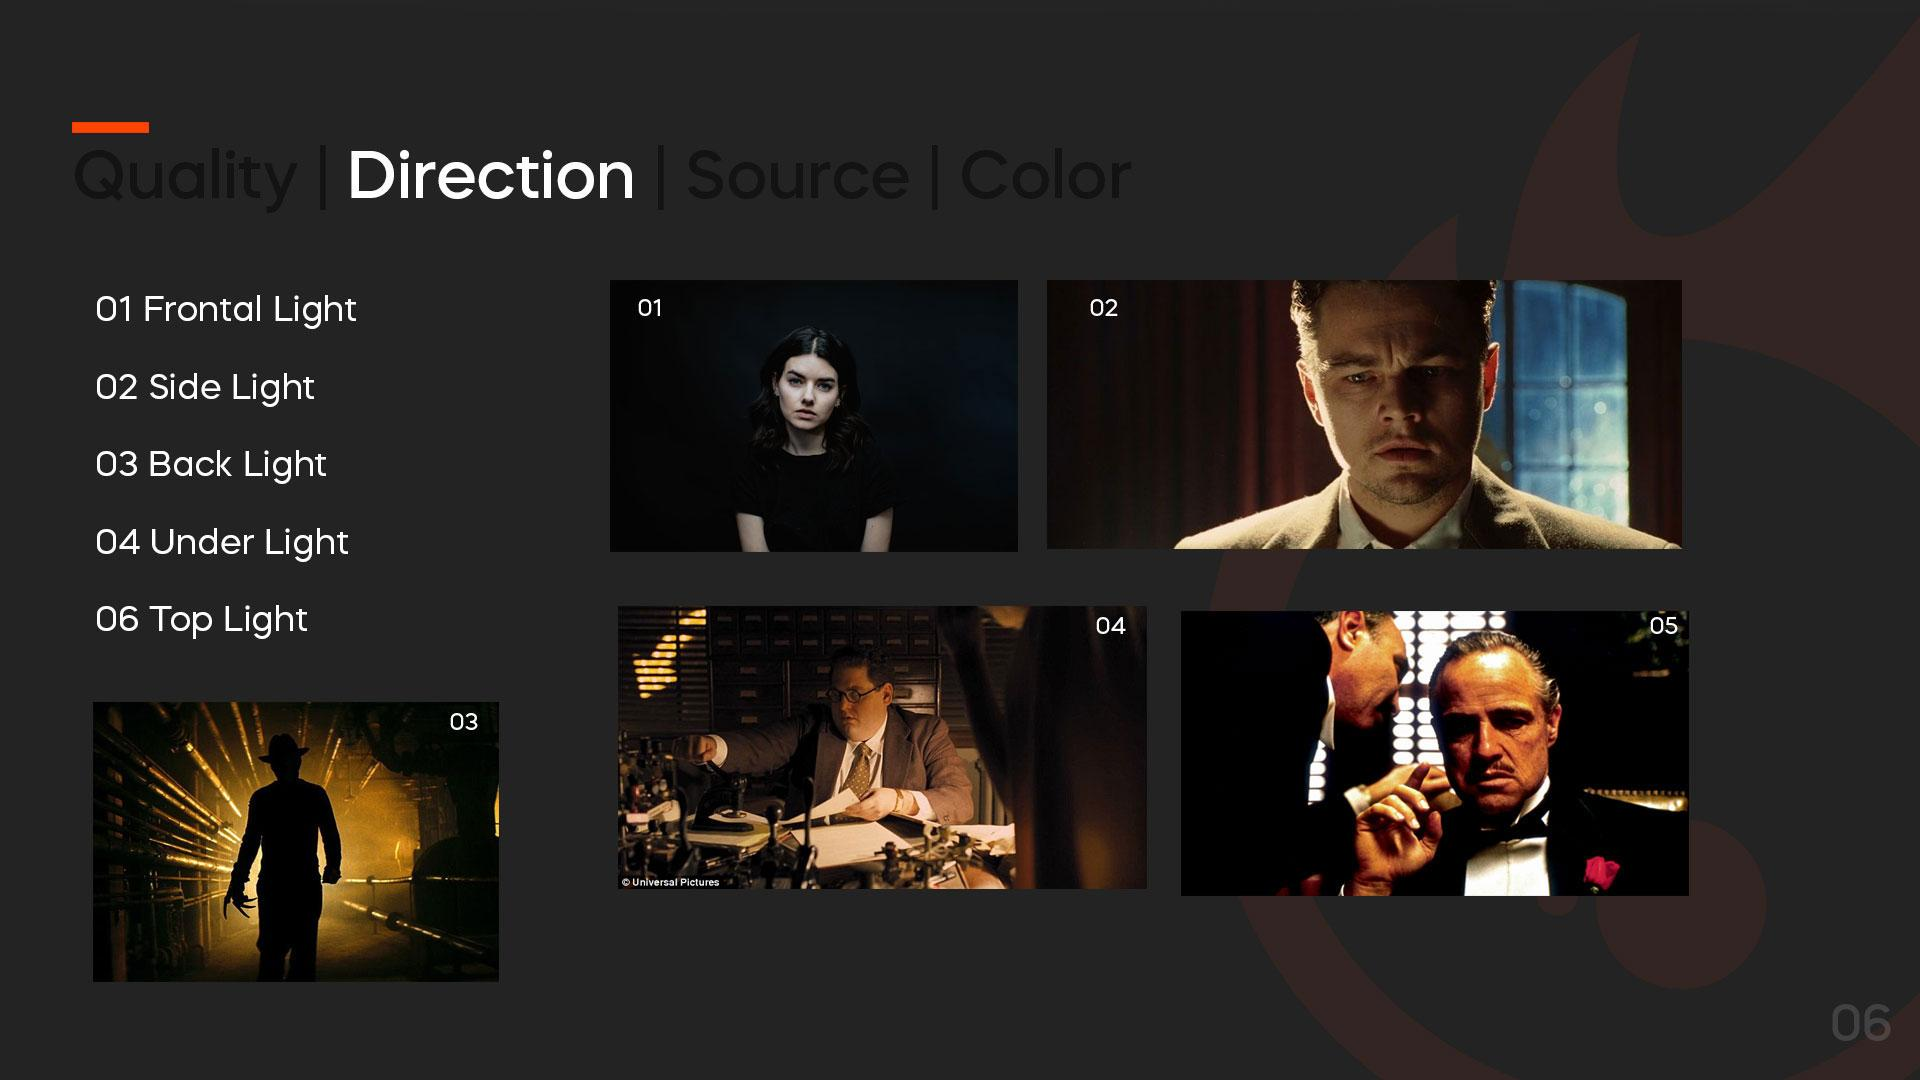 Quality | Direction | Source | Color
01 Frontal Light
02 Side Light
03 Back Light
04 Under Light
06 Top Light
01
02
03
04
05
© Universal Pictures
06